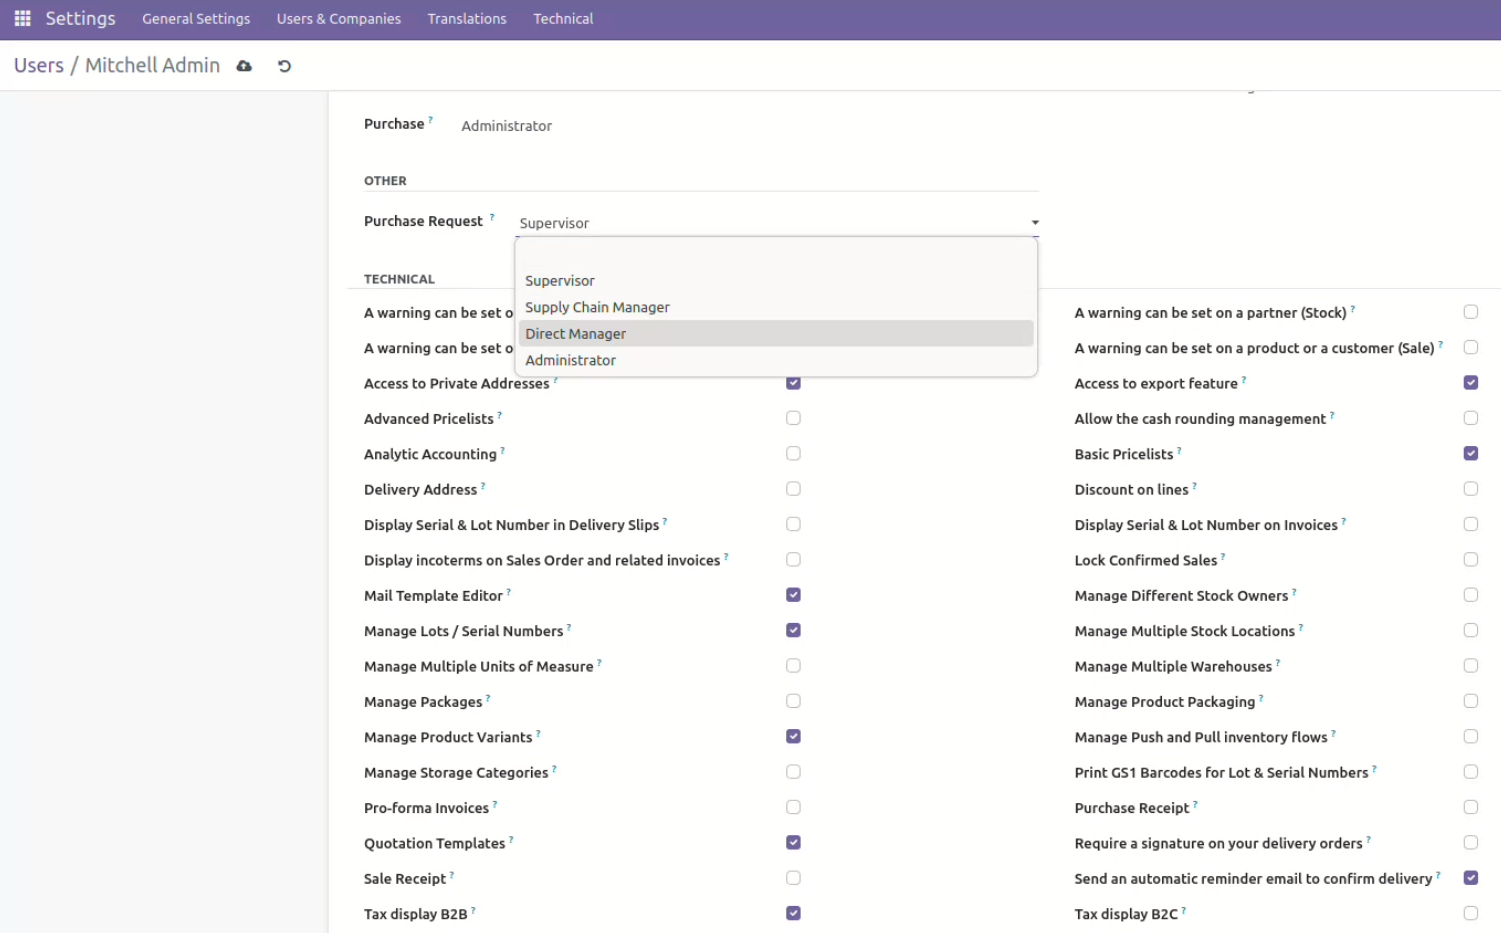 Settings General Settings Users & Companies Translations Technical
Users / Mitchell Admin
Purchase ? Administrator
OTHER
Purchase Request ? Supervisor
Supervisor
TECHNICAL
Supply Chain Manager
A warning can be set o
A warning can be set on a partner (Stock) ?
Direct Manager
A warning can be set o
A warning can be set on a product or a customer (Sale) ?
Administrator
Access to Private Addresses ? Access to export feature ?
Advanced Pricelists ? Allow the cash rounding management ?
Analytic Accounting ? Basic Pricelists ?
Delivery Address ? Discount on lines ?
Display Serial & Lot Number in Delivery Slips ? Display Serial & Lot Number on Invoices ?
Display incoterms on Sales Order and related invoices ? Lock Confirmed Sales ?
Mail Template Editor ? Manage Different Stock Owners ?
Manage Lots / Serial Numbers ? Manage Multiple Stock Locations ?
Manage Multiple Units of Measure ? Manage Multiple Warehouses ?
Manage Packages ? Manage Product Packaging ?
Manage Product Variants ? Manage Push and Pull inventory flows ?
Manage Storage Categories ? Print GS1 Barcodes for Lot & Serial Numbers ?
Pro-forma Invoices ? Purchase Receipt ?
Quotation Templates ? Require a signature on your delivery orders ?
Sale Receipt ? Send an automatic reminder email to confirm delivery ?
Tax display B2B ? Tax display B2C ?